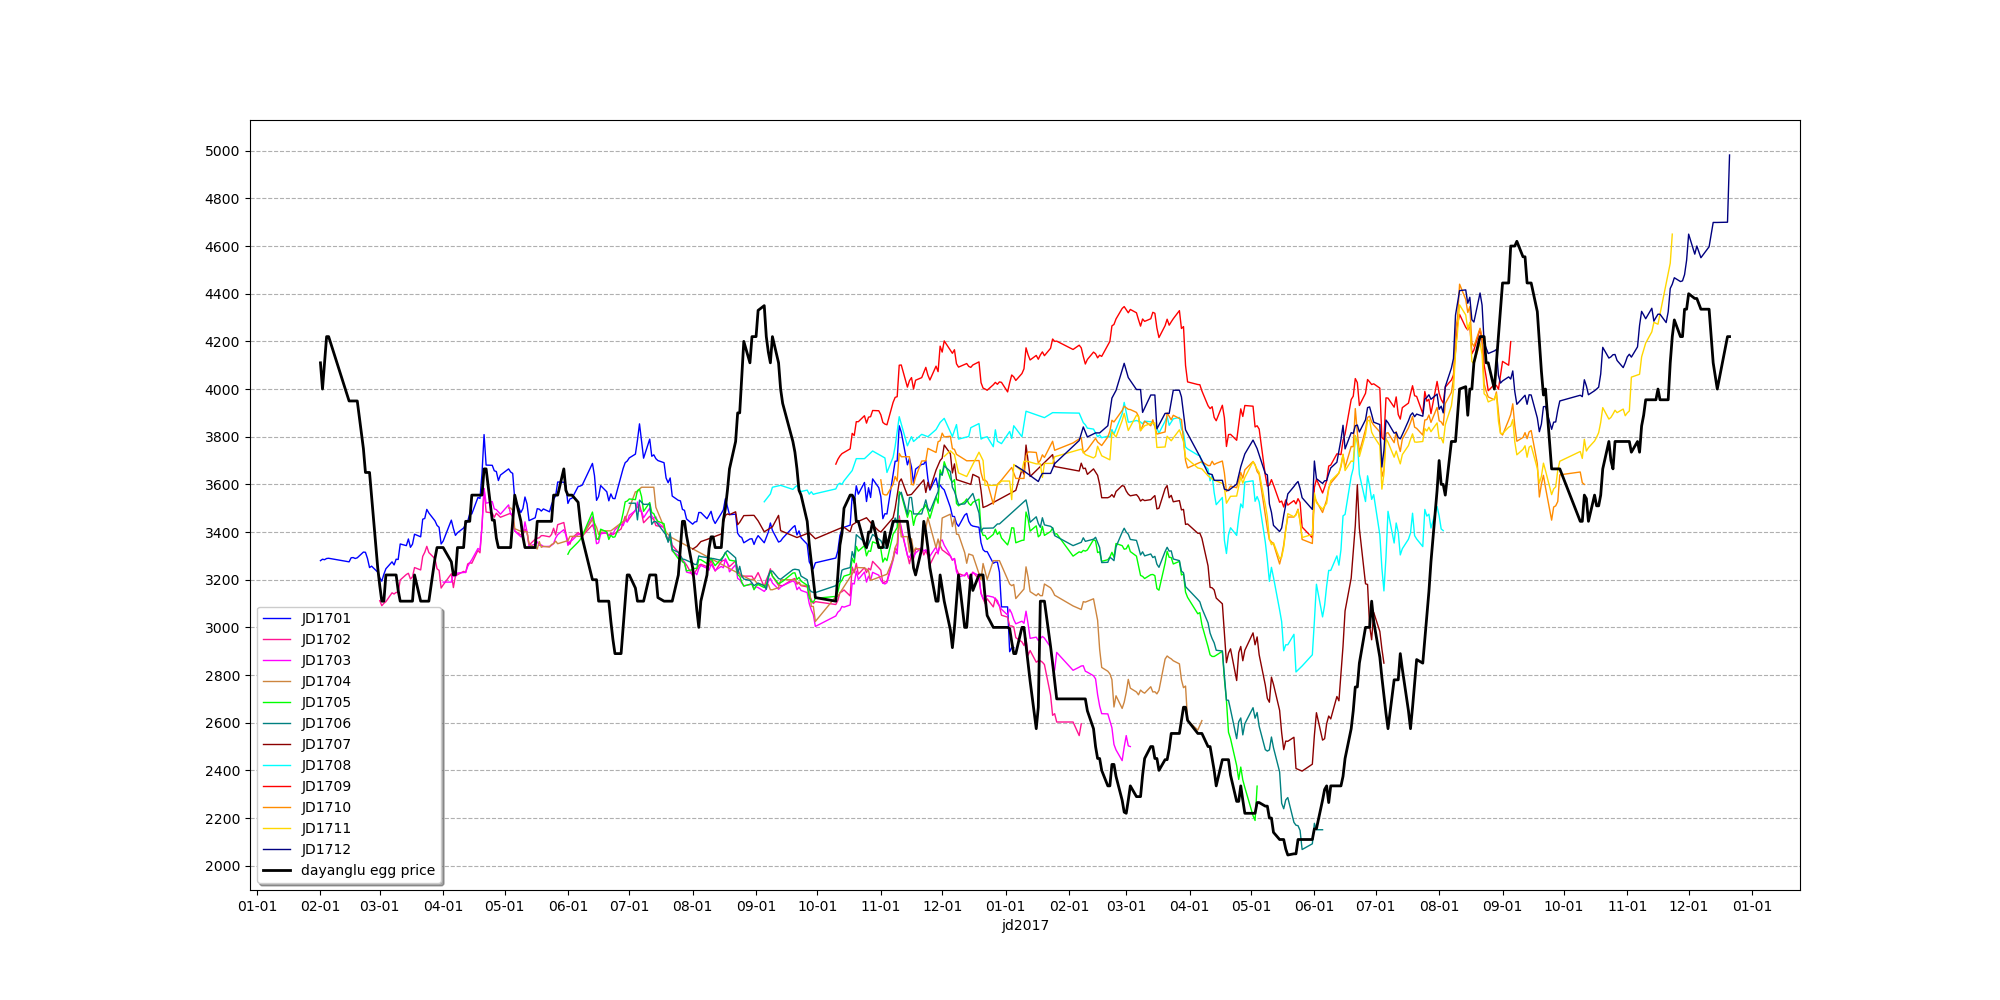 5000
4800
4600
4400
4200
4000
3800
3600
3400
3200
3000
2800
2600
2400
2200
2000
JD1701
JD1702
JD1703
JD1704
JD1705
JD1706
JD1707
JD1708
JD1709
JD1710
JD1711
JD1712
dayanglu egg price
01-01 02-01 03-01 04-01 05-01 06-01 07-01 08-01 09-01 10-01 11-01 12-01 01-01 02-01 03-01 04-01 05-01 06-01 07-01 08-01 09-01 10-01 11-01 12-01 01-01
jd2017